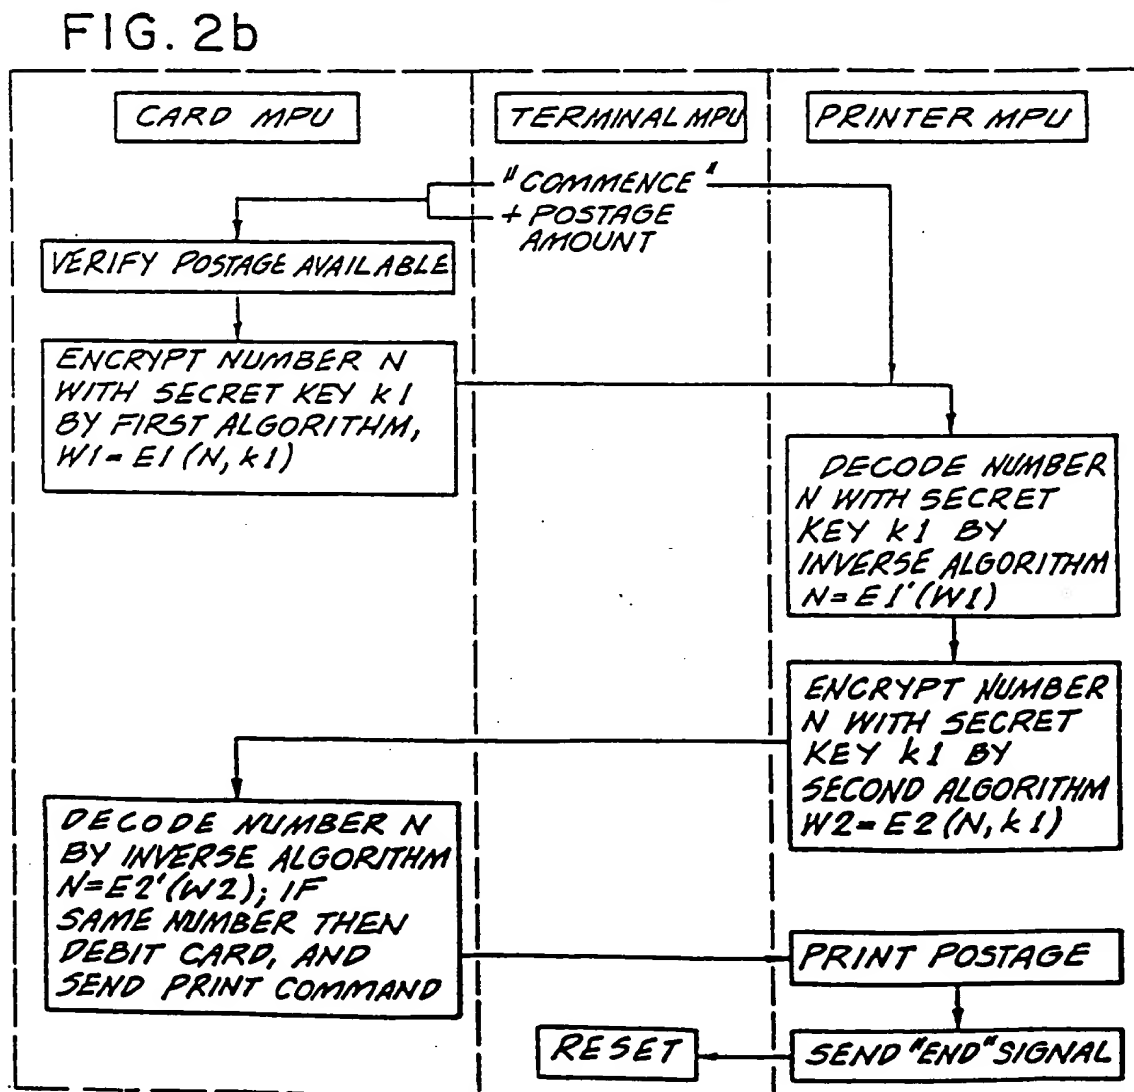 FIG. 2b
CARD MPU
TERMINAL MPU
PRINTER MPU
"COMMENCE"
+ POSTAGE
AMOUNT
VERIFY POSTAGE AVAILABLE
ENCRYPT NUMBER N
WITH SECRET KEY k1
BY FIRST ALGORITHM,
W1=E1(N,k1)
DECODE NUMBER
N WITH SECRET
KEY k1 BY
INVERSE ALGORITHM
N=E1'(W1)
ENCRYPT NUMBER
N WITH SECRET
KEY k1 BY
SECOND ALGORITHM
W2=E2(N,k1)
DECODE NUMBER N
BY INVERSE ALGORITHM
N=E2'(W2); IF
SAME NUMBER THEN
DEBIT CARD, AND
SEND PRINT COMMAND
PRINT POSTAGE
SEND "END" SIGNAL
RESET